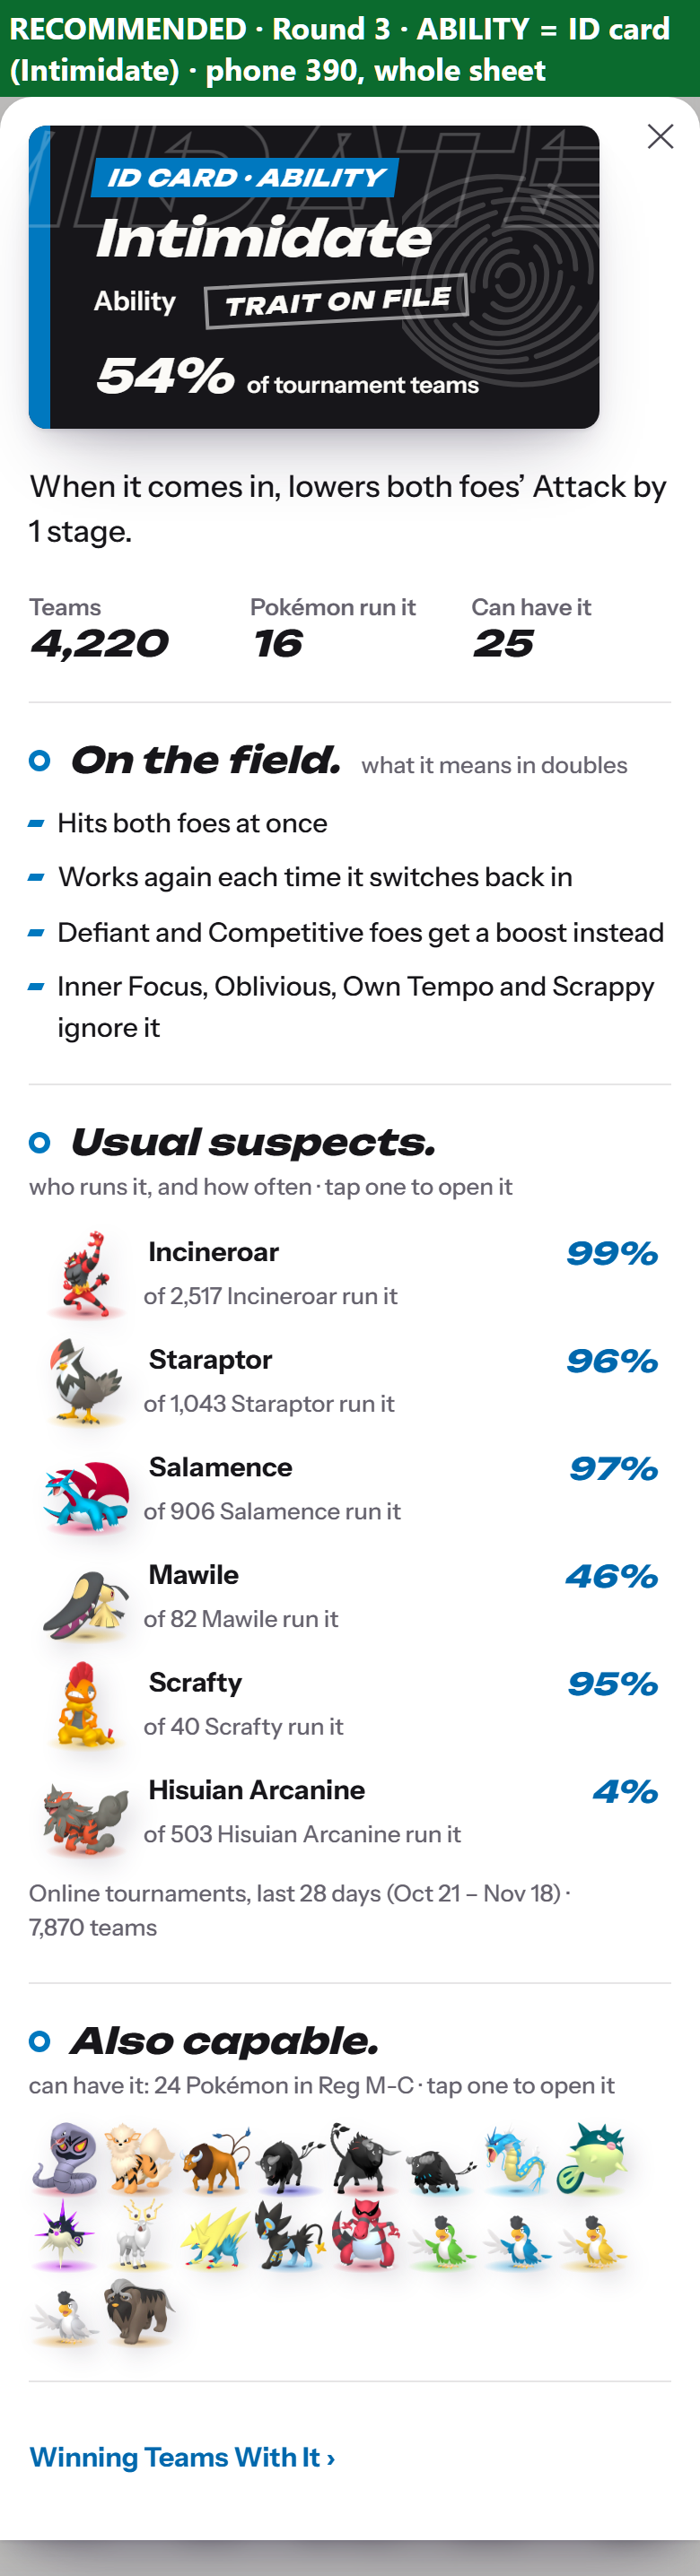 RECOMMENDED · Round 3 · ABILITY = ID card
(Intimidate) · phone 390, whole sheet
IDATE
ID CARD · ABILITY
Intimidate
Ability
TRAIT ON FILE
54% of tournament teams
When it comes in, lowers both foes’ Attack by
1 stage.
Teams Pokémon run it Can have it
4,220 16 25
On the field. what it means in doubles
Hits both foes at once
Works again each time it switches back in
Defiant and Competitive foes get a boost instead
Inner Focus, Oblivious, Own Tempo and Scrappy
ignore it
Usual suspects.
who runs it, and how often · tap one to open it
Incineroar 99%
of 2,517 Incineroar run it
Staraptor 96%
of 1,043 Staraptor run it
Salamence 97%
of 906 Salamence run it
Mawile 46%
of 82 Mawile run it
Scrafty 95%
of 40 Scrafty run it
Hisuian Arcanine 4%
of 503 Hisuian Arcanine run it
Online tournaments, last 28 days (Oct 21 – Nov 18) ·
7,870 teams
Also capable.
can have it: 24 Pokémon in Reg M-C · tap one to open it
Winning Teams With It ›